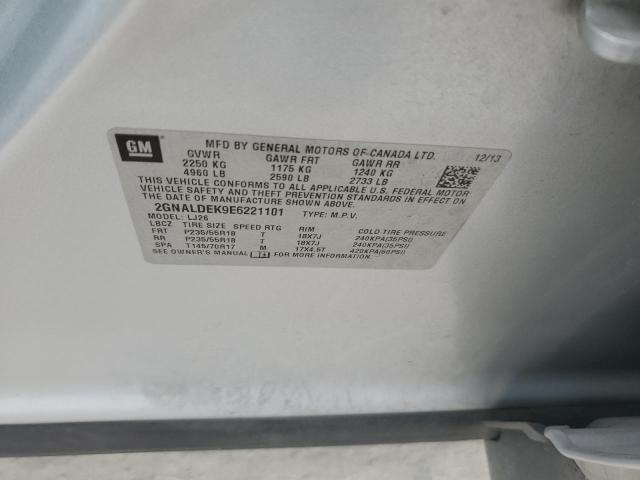 GM
MFD BY GENERAL MOTORS OF CANADA LTD. 12/13
GVWR GAWR FRT GAWR RR
2250 KG 1175 KG 1240 KG
4960 LB 2590 LB 2733 LB
THIS VEHICLE CONFORMS TO ALL APPLICABLE U.S. FEDERAL MOTOR
VEHICLE SAFETY AND THEFT PREVENTION STANDARDS IN EFFECT ON
THE DATE OF MANUFACTURE SHOWN ABOVE.
2GNALDEK9E6221101 TYPE: M.P.V.
MODEL: LJ26
LBCZ TIRE SIZE SPEED RTG RIM COLD TIRE PRESSURE
FRT P235/55R18 T 18X7J 240KPA(35PSI)
RR P235/55R18 T 18X7J 240KPA(35PSI)
SPA T145/70R17 M 17X4.5T 420KPA(60PSI)
SEE OWNER'S MANUAL FOR MORE INFORMATION.